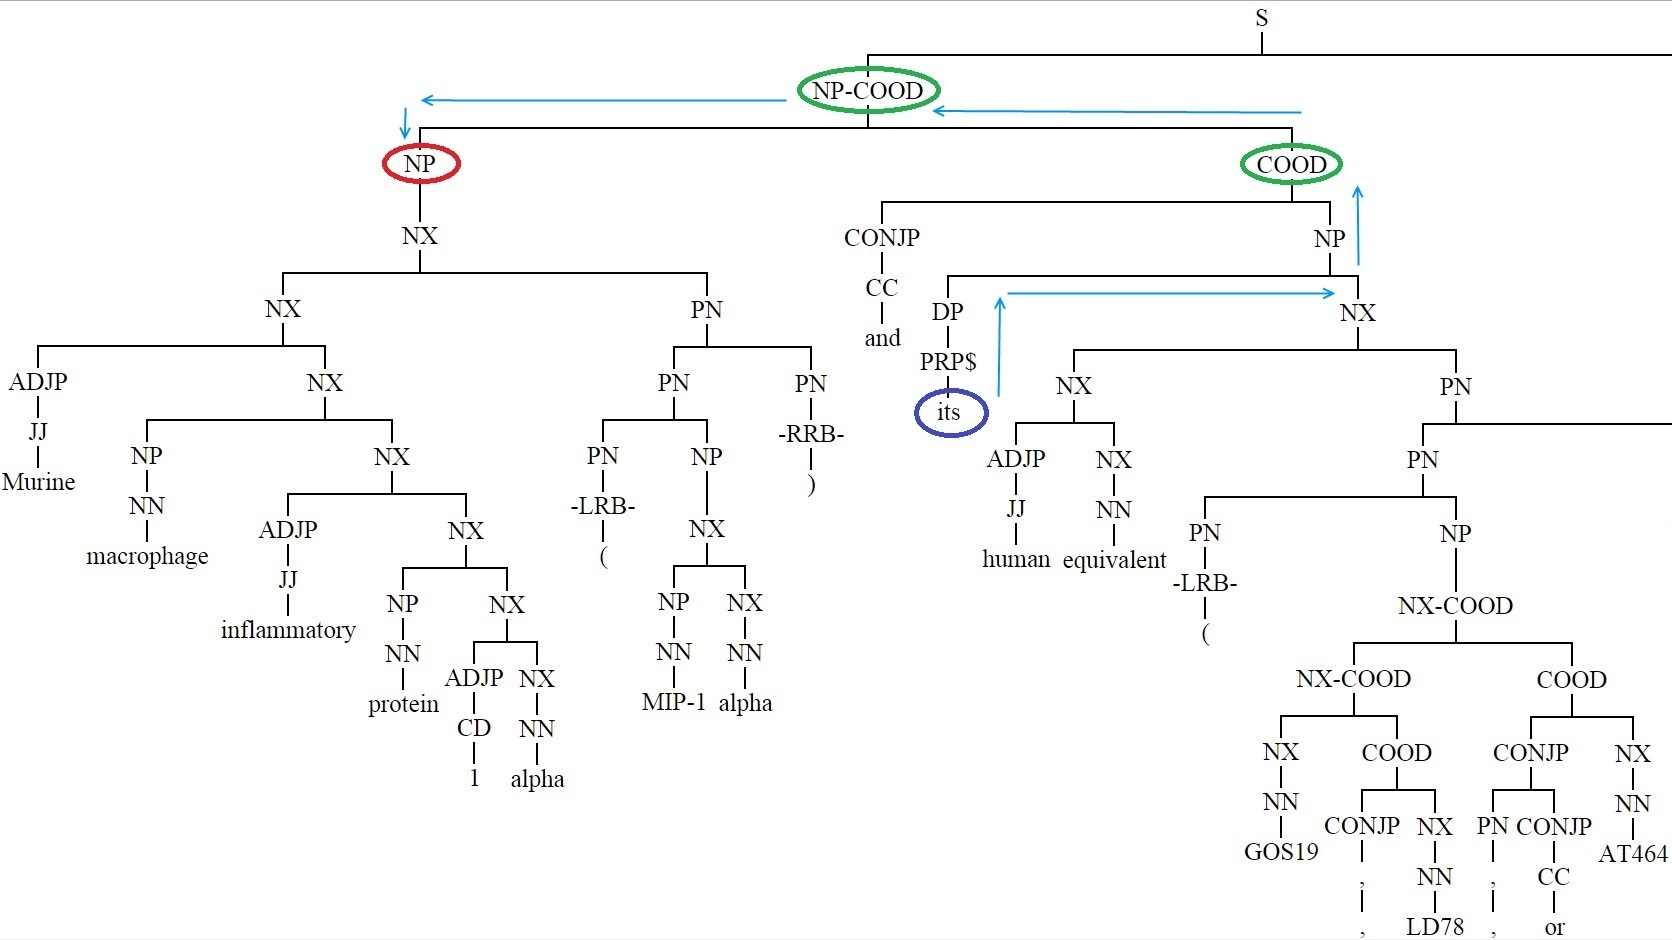 S
NP-COOD
NP COOD
NX CONJP NP
CC
and
NX PN DP NX
PRP$
its
ADJP NX PN PN NX PN
JJ
Murine
-RRB-
)
NP NX PN NP ADJP NX PN
NN -LRB- JJ NN
macrophage ( human equivalent
ADJP NX NX PN NP
JJ -LRB-
inflammatory (
NP NX NP NX NX-COOD
NN NN NN
protein MIP-1 alpha
ADJP NX NX-COOD COOD
CD NN
1 alpha
NX COOD CONJP NX
NN NN
GOS19 AT464
CONJP NX PN CONJP
, NN , CC
, LD78 , or